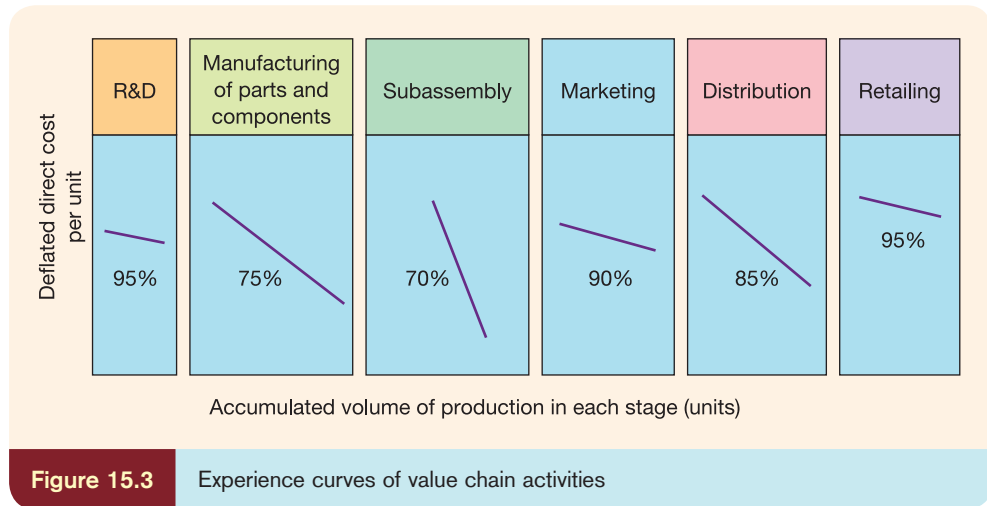 R&D
Manufacturing
of parts and
components
Subassembly
Marketing
Distribution
Retailing
Deflated direct cost
per unit
95%
75%
70%
90%
85%
95%
Accumulated volume of production in each stage (units)
Figure 15.3 Experience curves of value chain activities